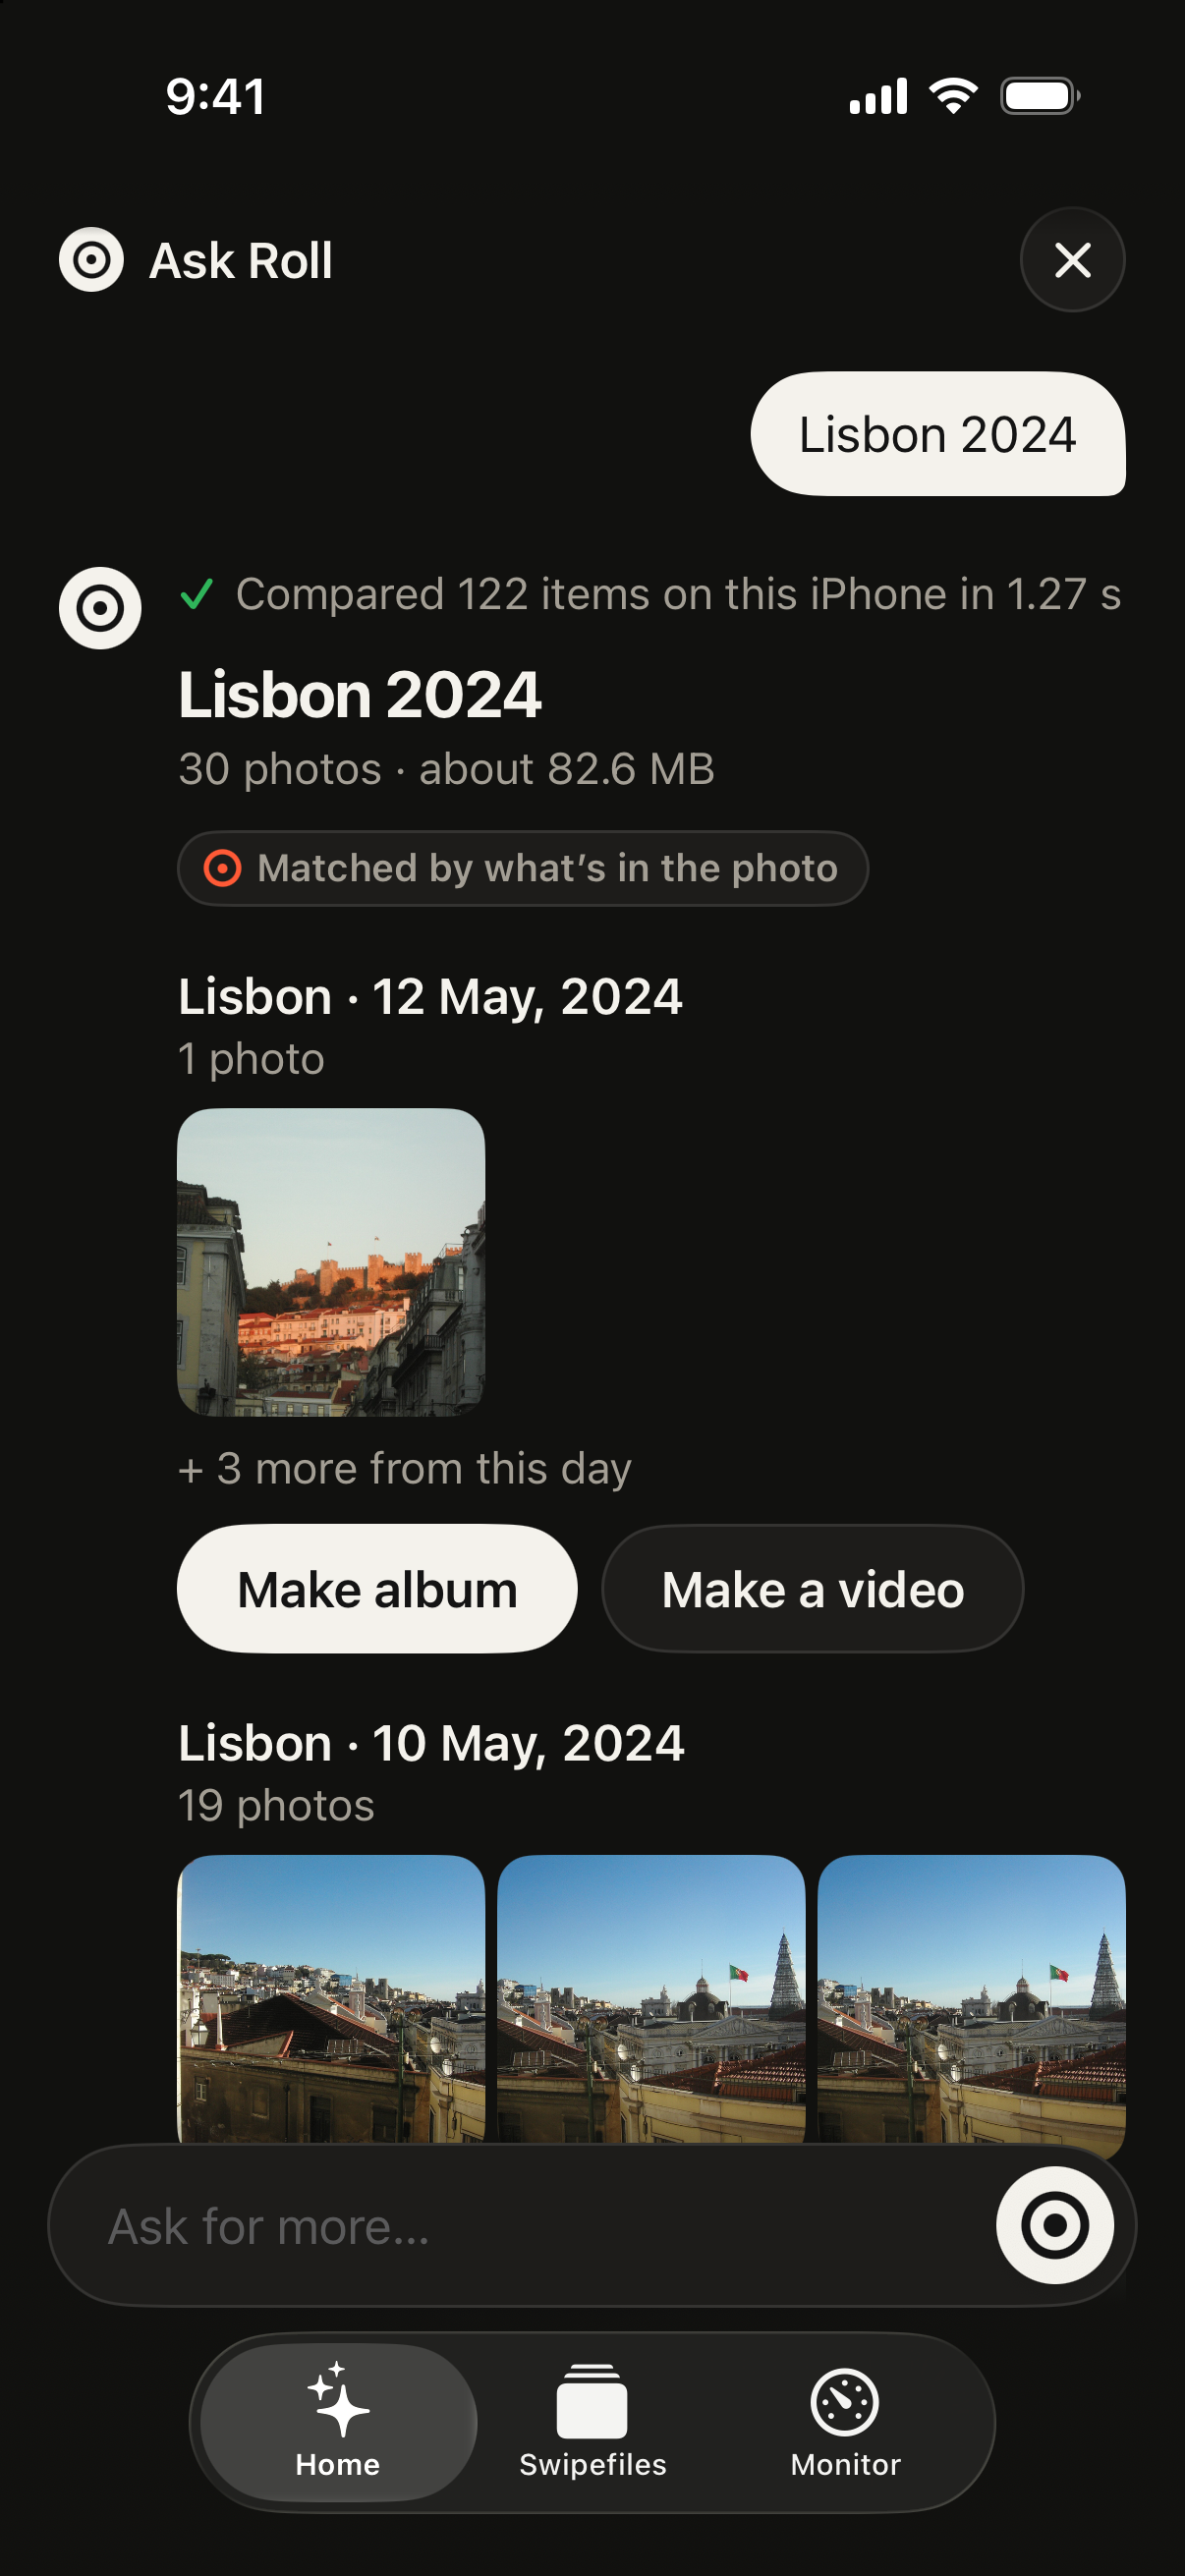 9:41
Ask Roll
Lisbon 2024
Compared 122 items on this iPhone in 1.27 s
Lisbon 2024
30 photos · about 82.6 MB
Matched by what’s in the photo
Lisbon · 12 May, 2024
1 photo
+ 3 more from this day
Make album
Make a video
Lisbon · 10 May, 2024
19 photos
Ask for more...
Home
Swipefiles
Monitor